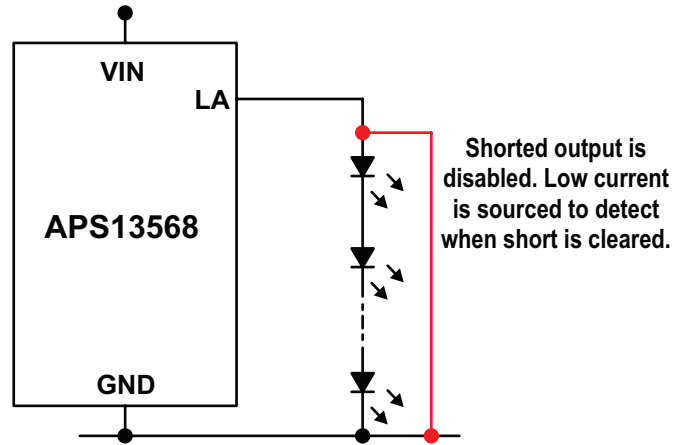 VIN
LA
APS13568
GND
Shorted output is
disabled. Low current
is sourced to detect
when short is cleared.